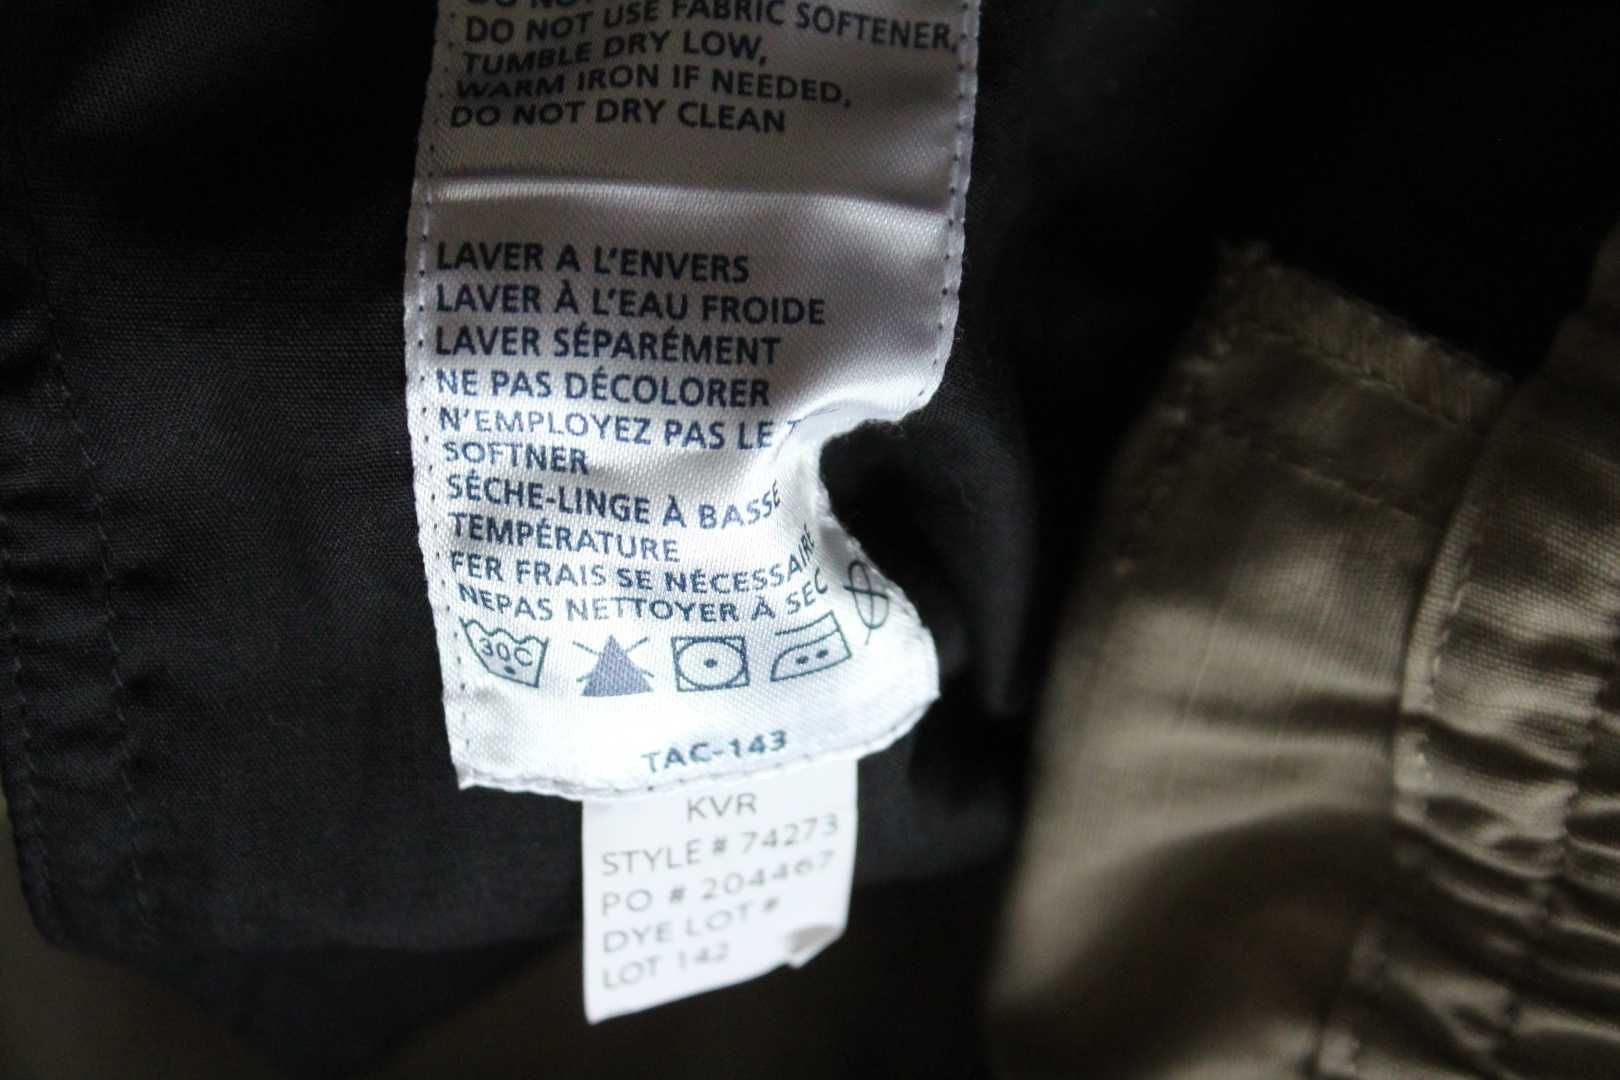 DO NOT USE FABRIC SOFTENER,
TUMBLE DRY LOW,
WARM IRON IF NEEDED,
DO NOT DRY CLEAN
LAVER A L'ENVERS
LAVER À L'EAU FROIDE
LAVER SÉPARÉMENT
NE PAS DÉCOLORER
N'EMPLOYEZ PAS LE
SOFTNER
SÉCHE-LINGE À BASSE
TEMPÉRATURE
FER FRAIS SE NÉCESSAIRE
NEPAS NETTOYER À SEC
30C
TAC-143
KVR
STYLE # 74273
PO # 204467
DYE LOT #
LOT 142